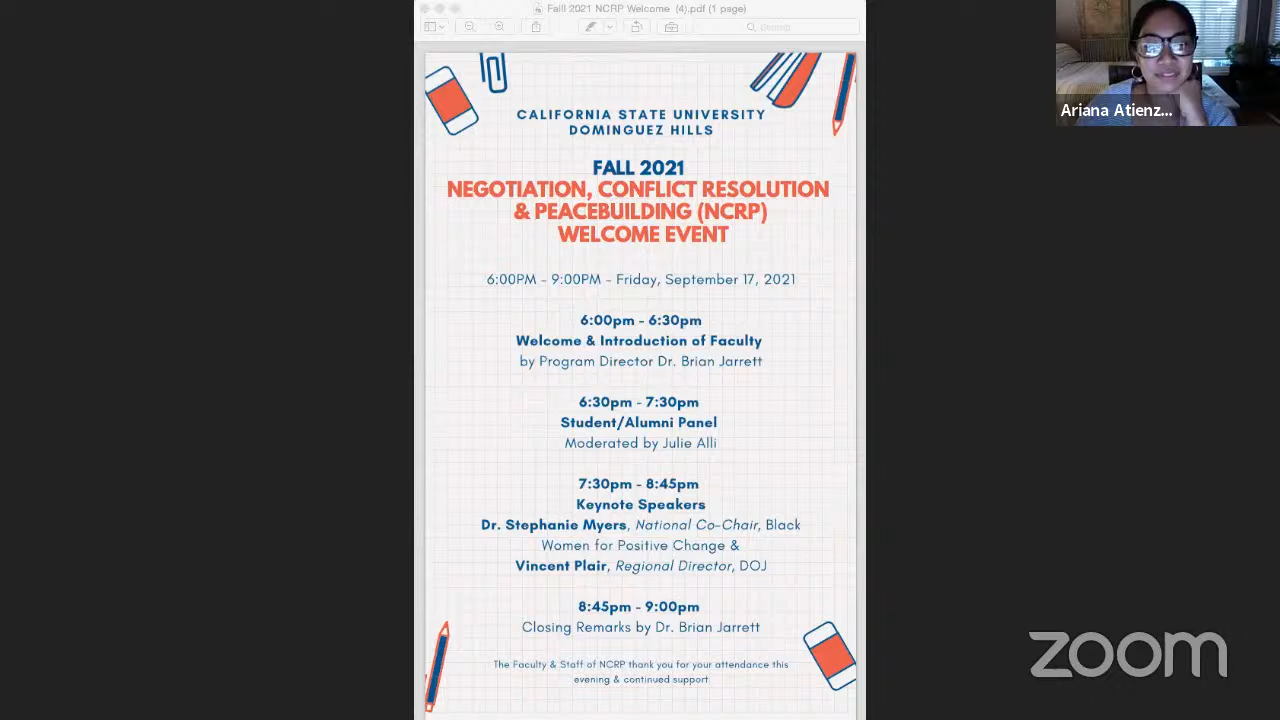 Falll 2021 NCRP Welcome (4).pdf (1 page)
Search
CALIFORNIA STATE UNIVERSITY
DOMINGUEZ HILLS
FALL 2021
NEGOTIATION, CONFLICT RESOLUTION
& PEACEBUILDING (NCRP)
WELCOME EVENT
6:00PM - 9:00PM - Friday, September 17, 2021
6:00pm - 6:30pm
Welcome & Introduction of Faculty
by Program Director Dr. Brian Jarrett
6:30pm - 7:30pm
Student/Alumni Panel
Moderated by Julie Alli
7:30pm - 8:45pm
Keynote Speakers
Dr. Stephanie Myers, National Co-Chair, Black
Women for Positive Change &
Vincent Plair, Regional Director, DOJ
8:45pm - 9:00pm
Closing Remarks by Dr. Brian Jarrett
The Faculty & Staff of NCRP thank you for your attendance this
evening & continued support
Ariana Atienz...
zoom